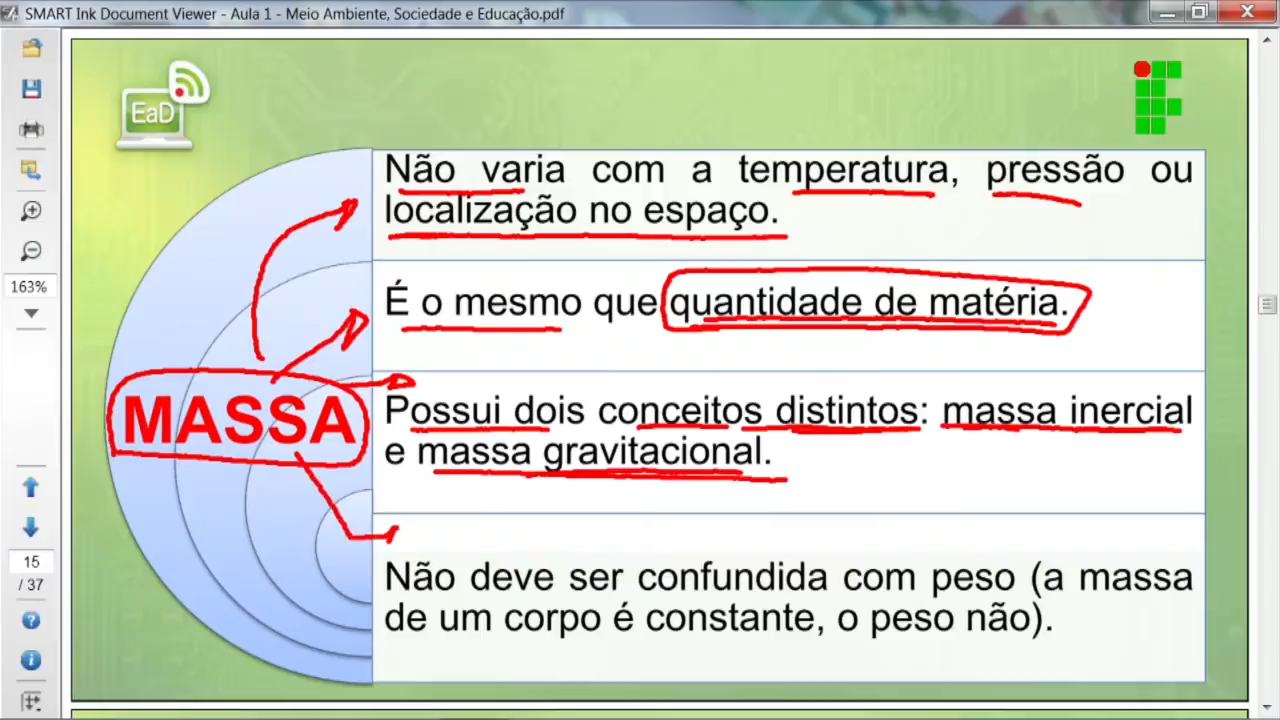 SMART Ink Document Viewer - Aula 1 - Meio Ambiente, Sociedade e Educação.pdf
EaD
Não varia com a temperatura, pressão ou
localização no espaço.
163%
É o mesmo que quantidade de matéria.
MASSA
Possui dois conceitos distintos: massa inercial
e massa gravitacional.
15
/ 37
Não deve ser confundida com peso (a massa
de um corpo é constante, o peso não).